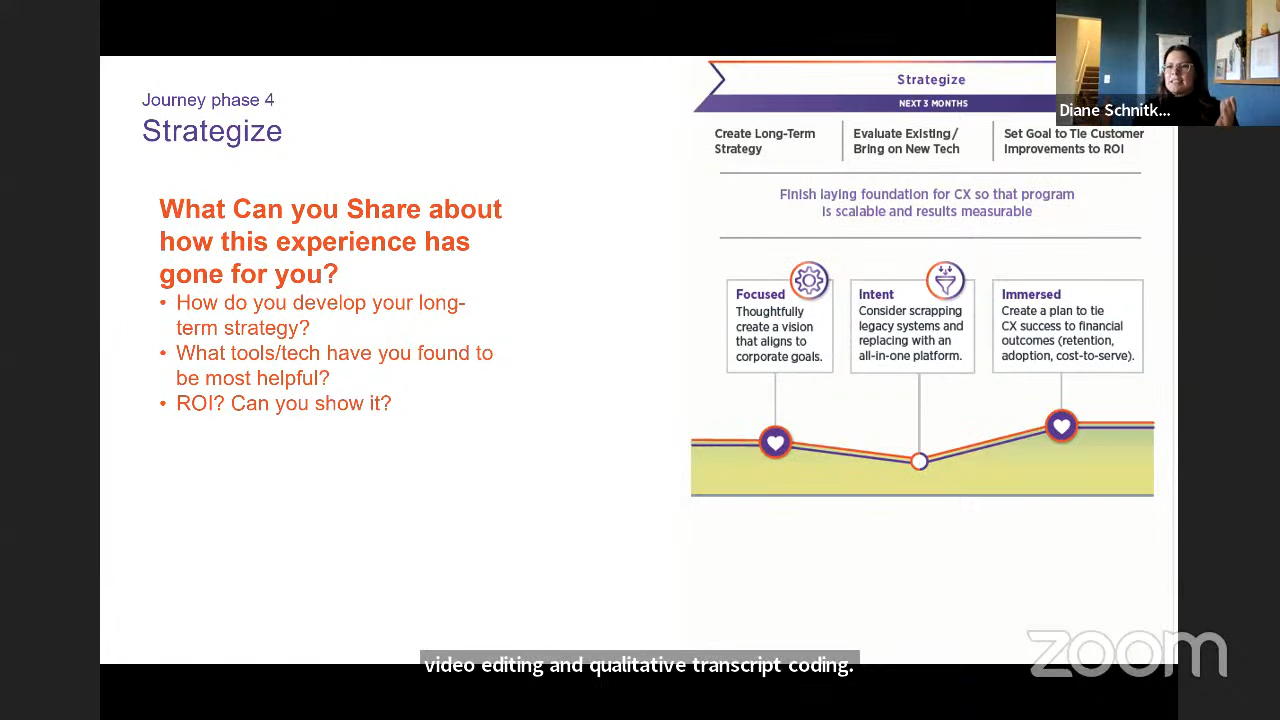 Journey phase 4
Strategize
What Can you Share about
how this experience has
gone for you?
• How do you develop your long-
term strategy?
• What tools/tech have you found to
be most helpful?
• ROI? Can you show it?
Strategize
NEXT 3 MONTHS
Create Long-Term
Strategy
Evaluate Existing/
Bring on New Tech
Set Goal to Tie Customer
Improvements to ROI
Finish laying foundation for CX so that program
is scalable and results measurable
Focused
Thoughtfully
create a vision
that aligns to
corporate goals.
Intent
Consider scrapping
legacy systems and
replacing with an
all-in-one platform.
Immersed
Create a plan to tie
CX success to financial
outcomes (retention,
adoption, cost-to-serve).
Diane Schnitk...
video editing and qualitative transcript coding.
zoom